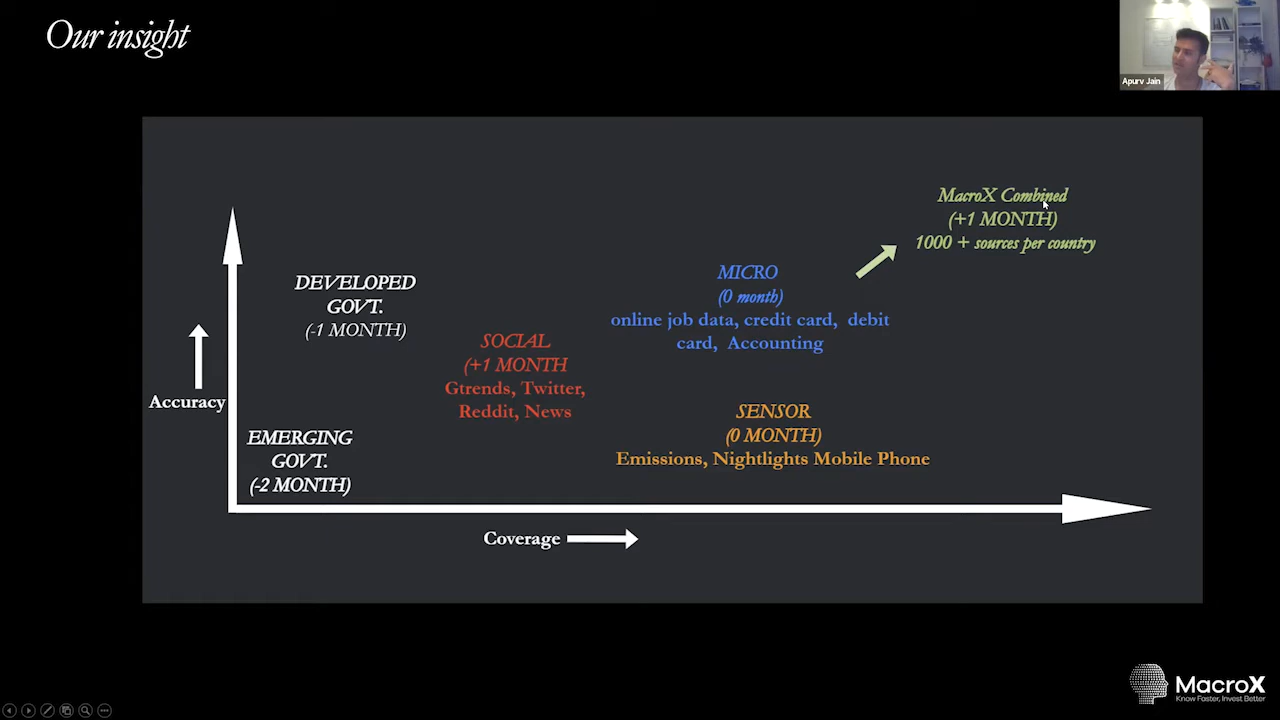 Our insight
Apurv Jain
MacroX Combined
(+1 MONTH)
1000 + sources per country
DEVELOPED
GOVT.
(-1 MONTH)
MICRO
(0 month)
online job data, credit card, debit
card, Accounting
SOCIAL
(+1 MONTH
Gtrends, Twitter,
Reddit, News
Accuracy
SENSOR
(0 MONTH)
Emissions, Nightlights Mobile Phone
EMERGING
GOVT.
(-2 MONTH)
Coverage
MacroX
Know Faster, Invest Better